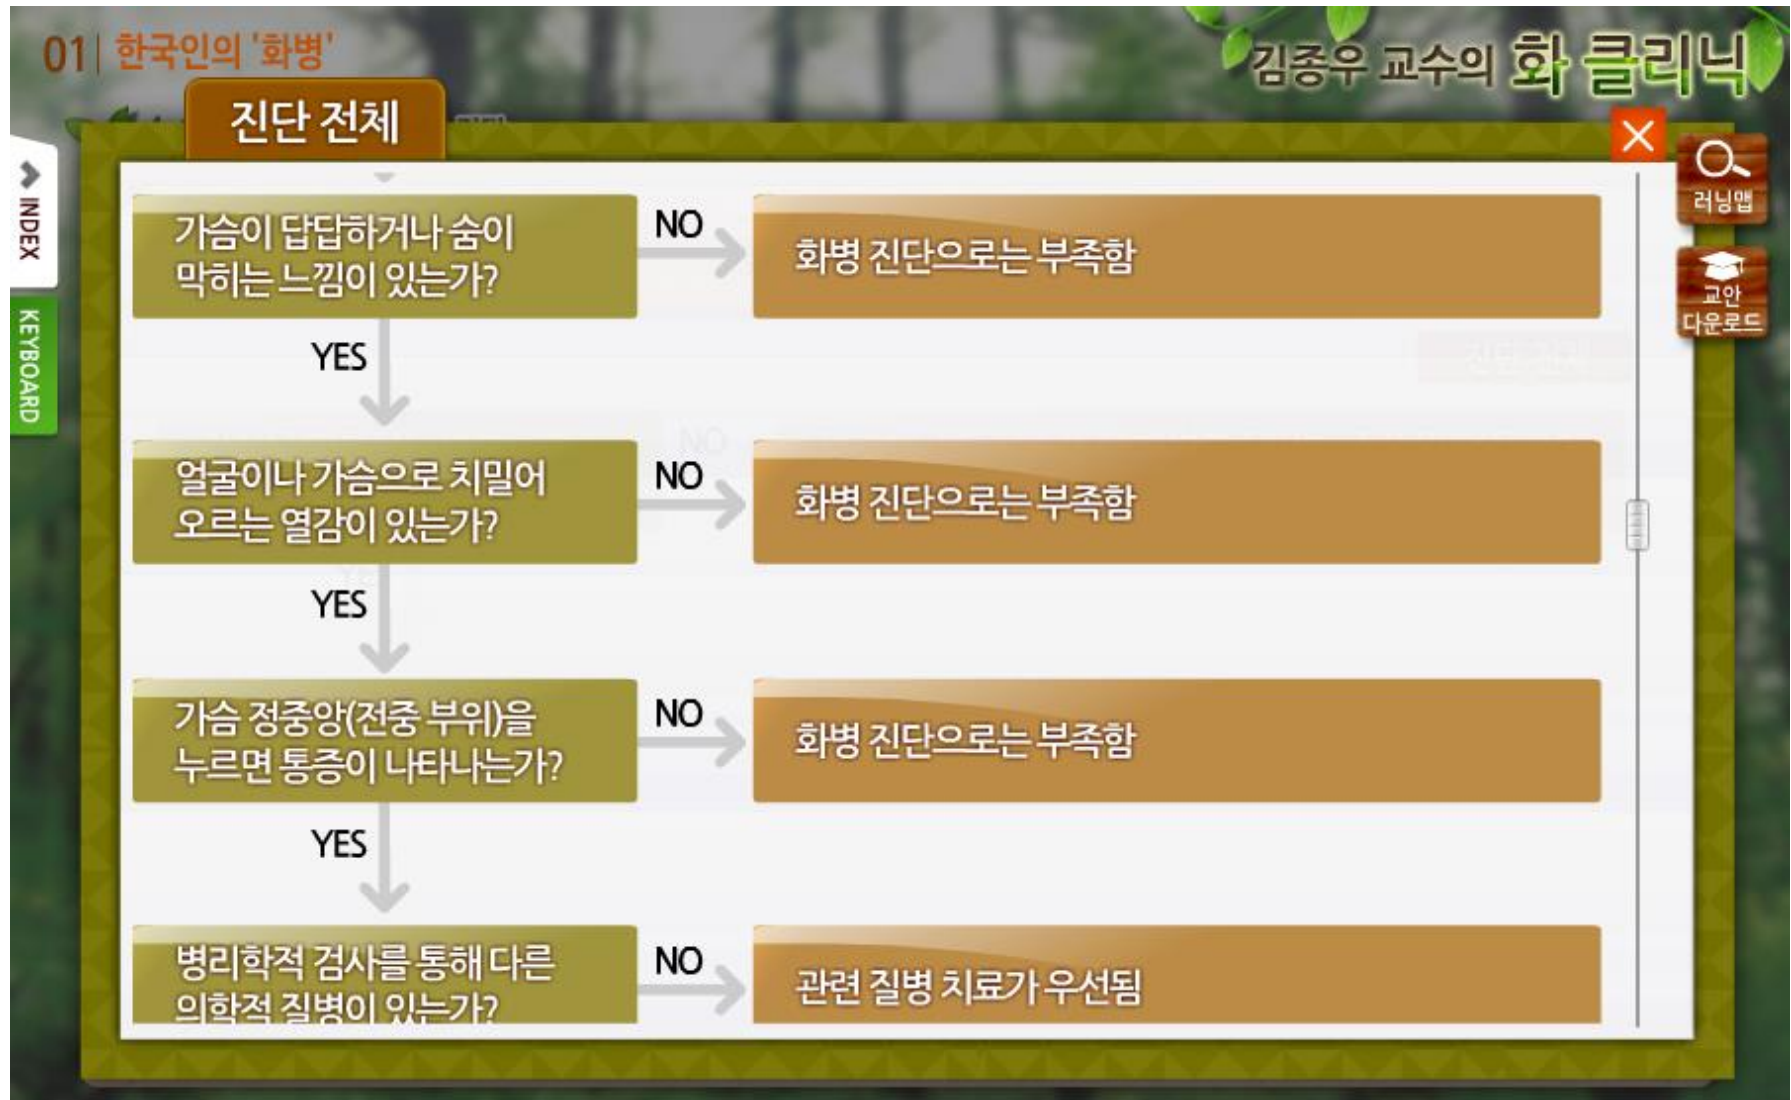 01 | 한국인의 '화병'
김종우 교수의 화 클리닉
진단 전체
INDEX
KEYBOARD
러닝맵
교안
다운로드
가슴이 답답하거나 숨이
막히는 느낌이 있는가?
NO
화병 진단으로는 부족함
YES
얼굴이나 가슴으로 치밀어
오르는 열감이 있는가?
NO
화병 진단으로는 부족함
YES
가슴 정중앙(전중 부위)을
누르면 통증이 나타나는가?
NO
화병 진단으로는 부족함
YES
병리학적 검사를 통해 다른
의학적 질병이 있는가?
NO
관련 질병 치료가 우선됨